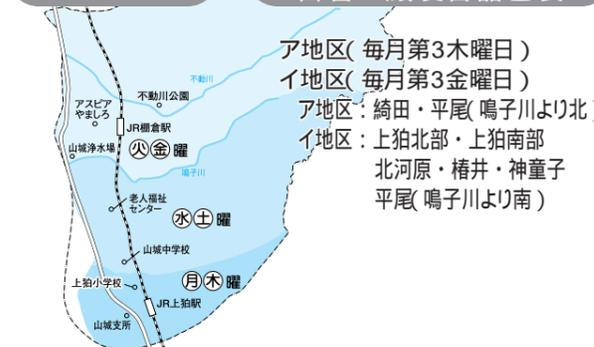 ア地区(毎月第3木曜日)
イ地区(毎月第3金曜日)
ア地区:綺田・平尾(鳴子川より北)
イ地区:上狛北部・上狛南部
北河原・椿井・神童子
平尾(鳴子川より南)
不動川
不動川公園
アスピア
やましろ
JR棚倉駅
山城浄水場
火金曜
鳴子川
老人福祉
センター
水土曜
山城中学校
上狛小学校
月木曜
JR上狛駅
山城支所